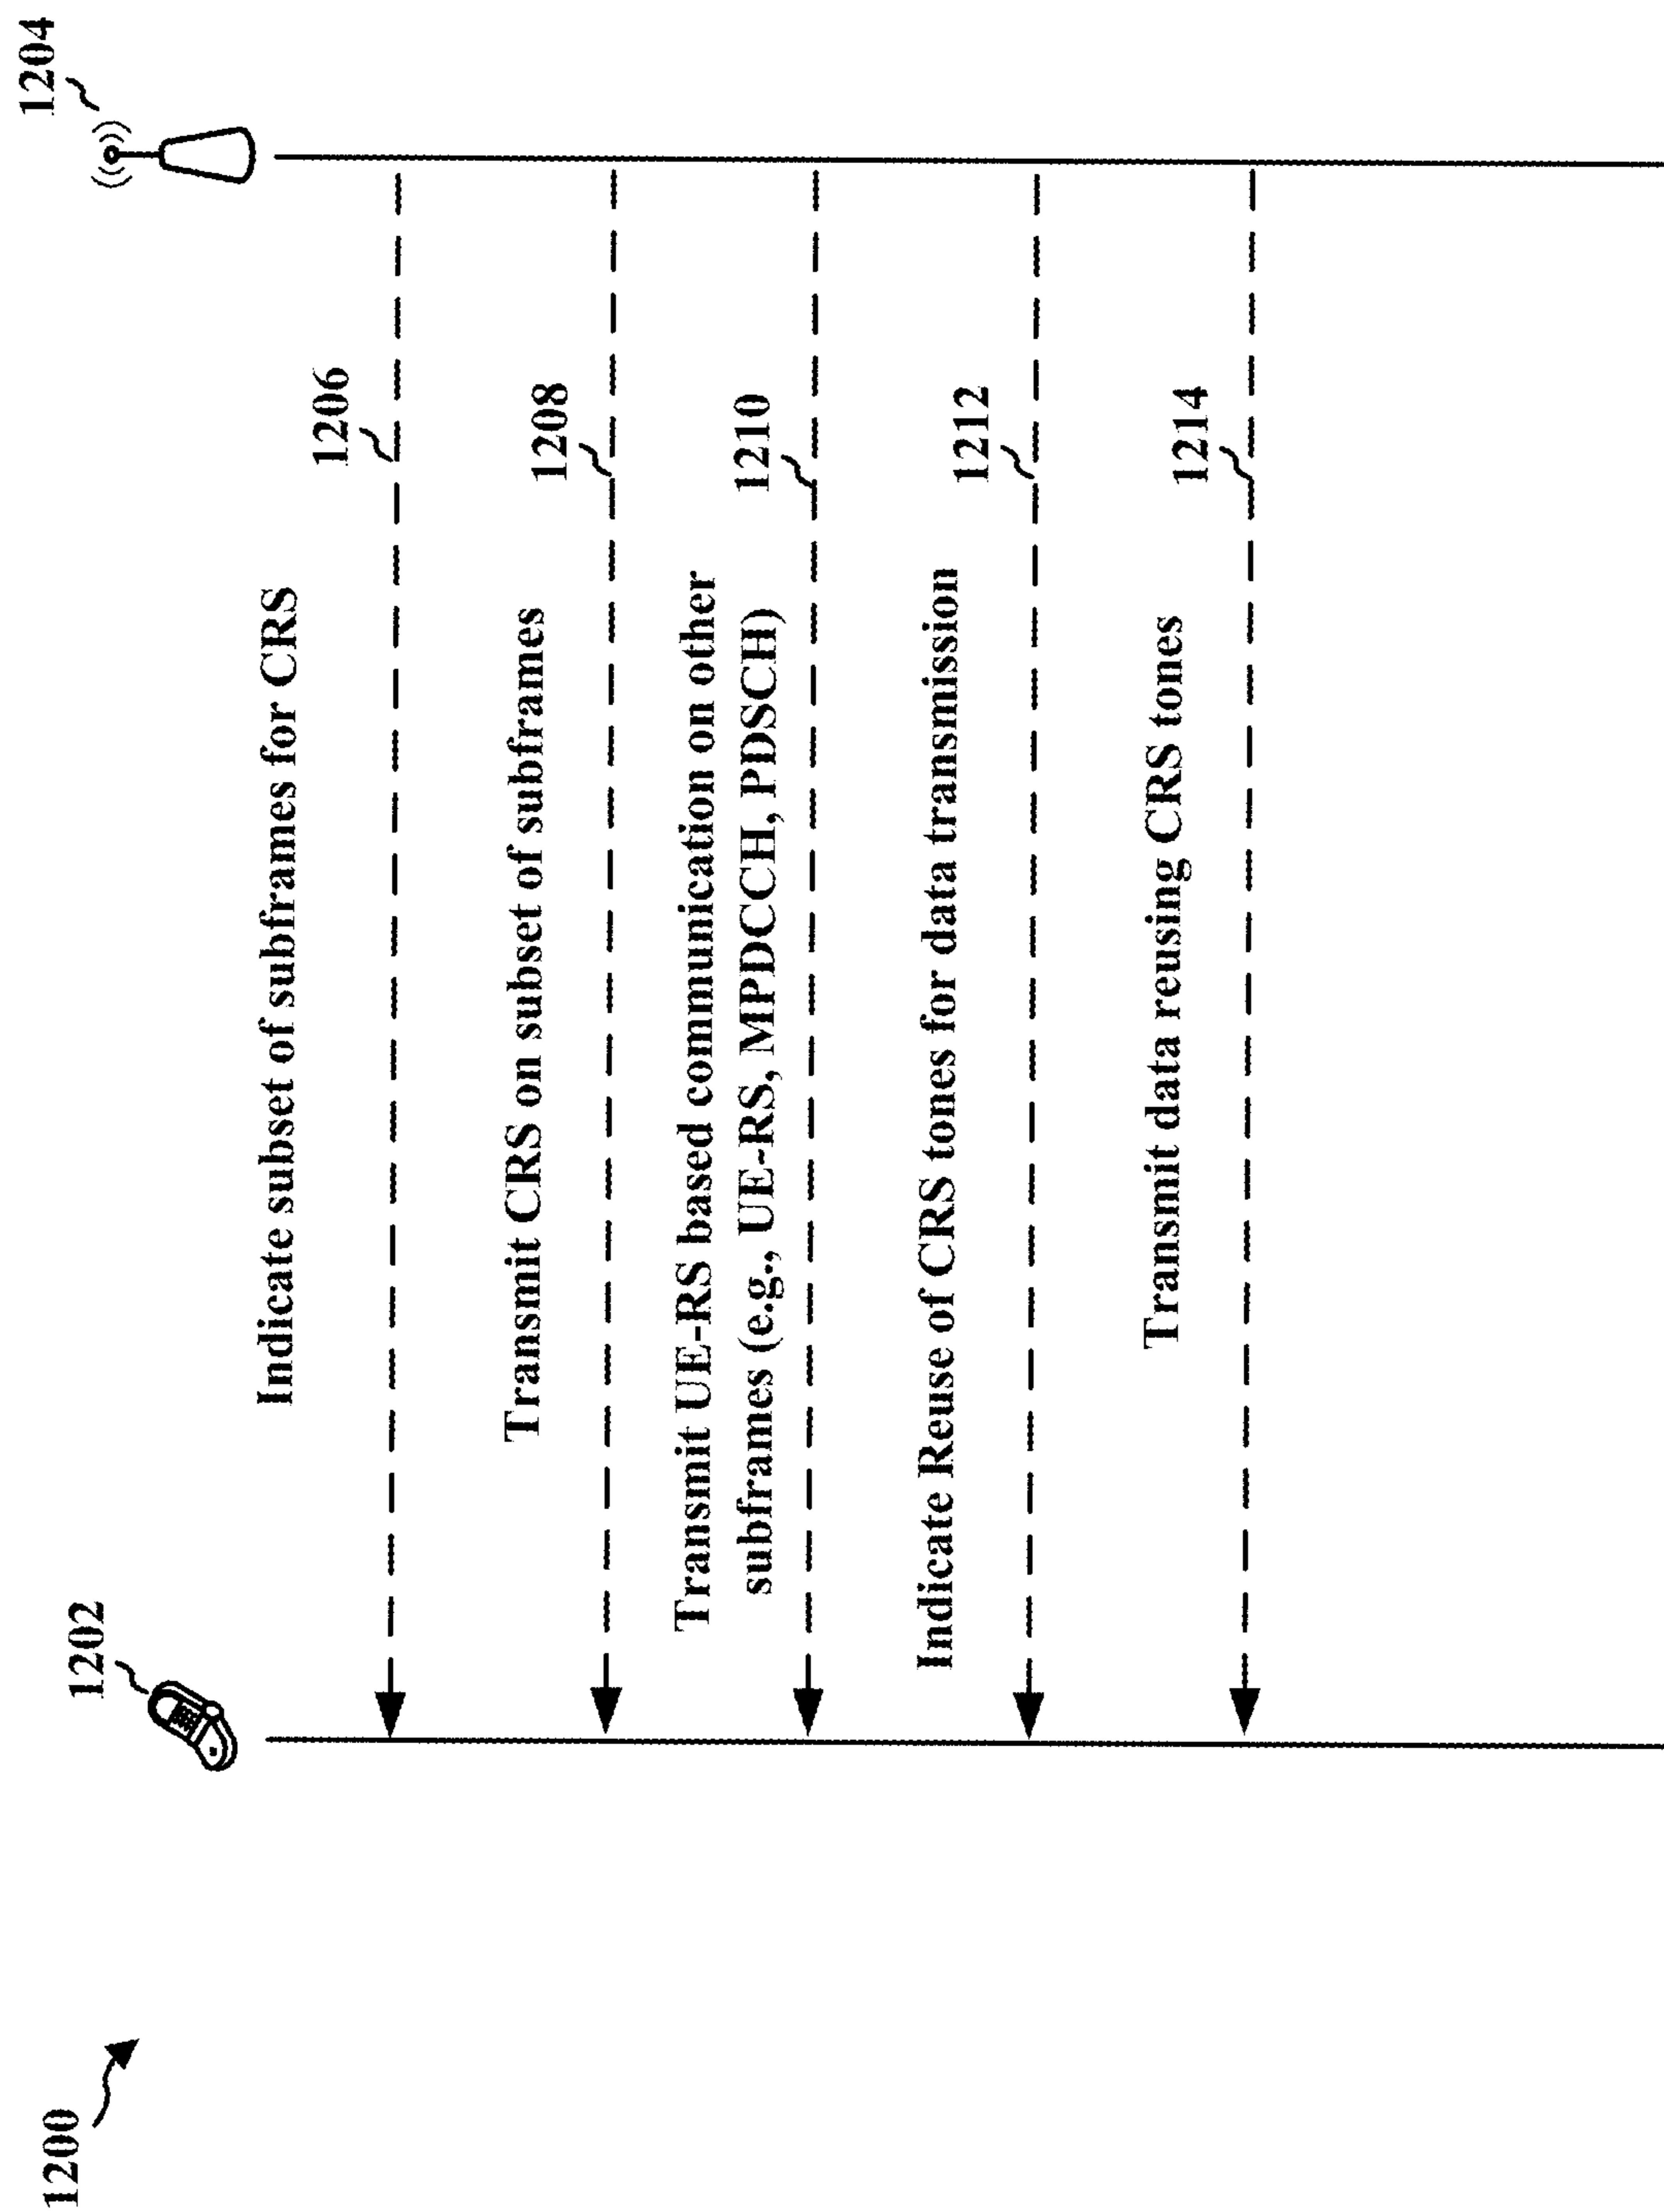 1200
1202
1204
Indicate subset of subframes for CRS
1206
Transmit CRS on subset of subframes
1208
Transmit UE-RS based communication on other
subframes (e.g., UE-RS, MPDCCH, PDSCH)
1210
Indicate Reuse of CRS tones for data transmission
1212
Transmit data reusing CRS tones
1214